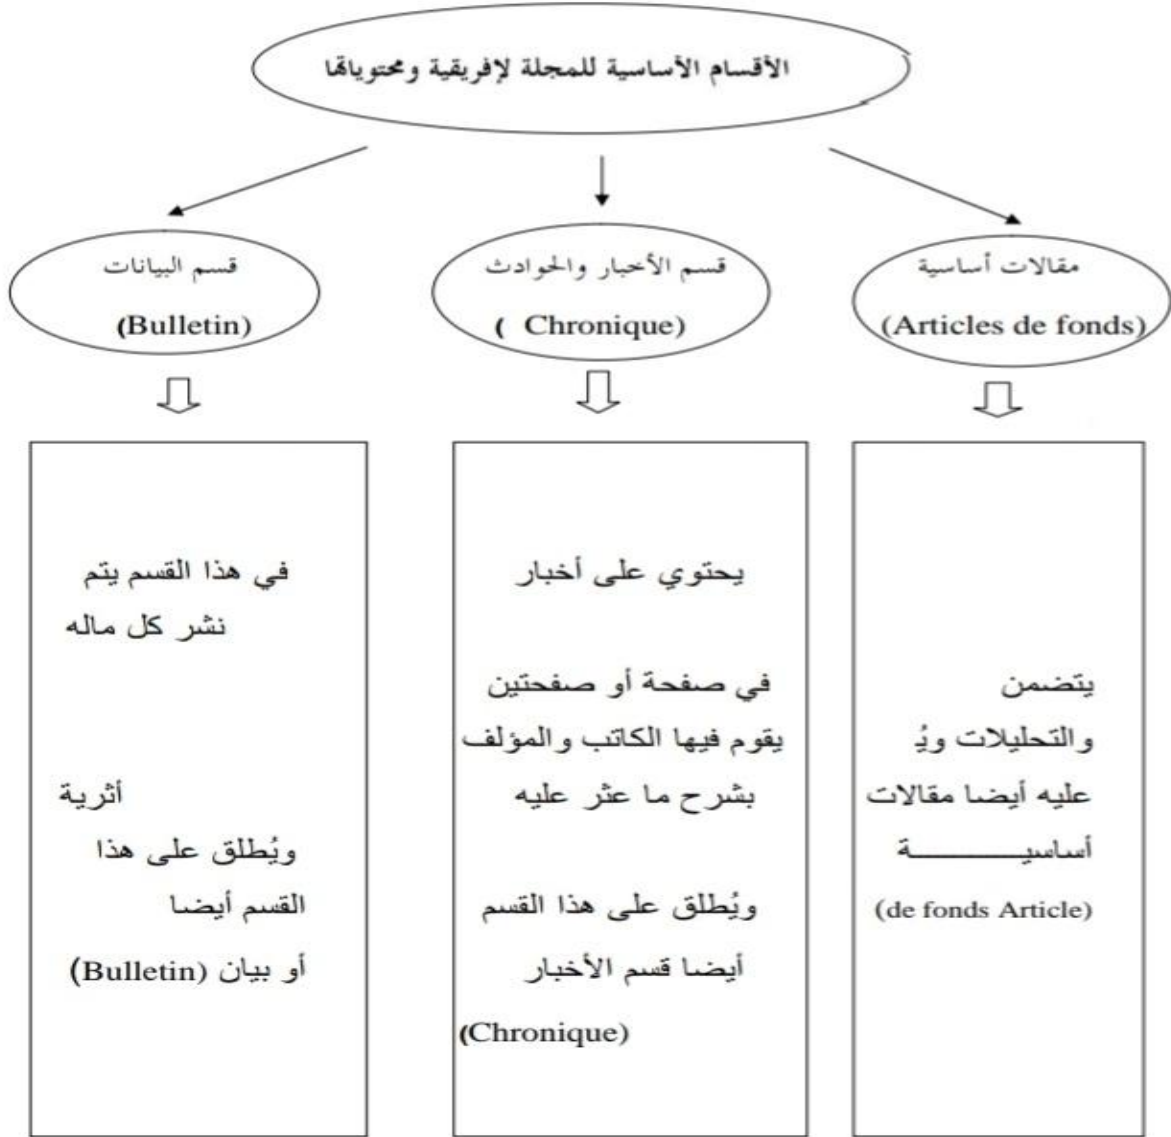 الأقسام الأساسية للمجلة لإفريقية ومحتوياتها
مقالات أساسية
(Articles de fonds)
قسم الأخبار والحوادث
( Chronique)
قسم البيانات
(Bulletin)
يتضمن
والتحليلات ويُ
عليه أيضا مقالات
أساسيـــــــــة
(de fonds Article)
يحتوي على أخبار
في صفحة أو صفحتين
يقوم فيها الكاتب والمؤلف
بشرح ما عثر عليه
ويُطلق على هذا القسم
أيضا قسم الأخبار
(Chronique)
في هذا القسم يتم
نشر كل ماله
أثرية
ويُطلق على هذا
القسم أيضا
أو بيان (Bulletin)